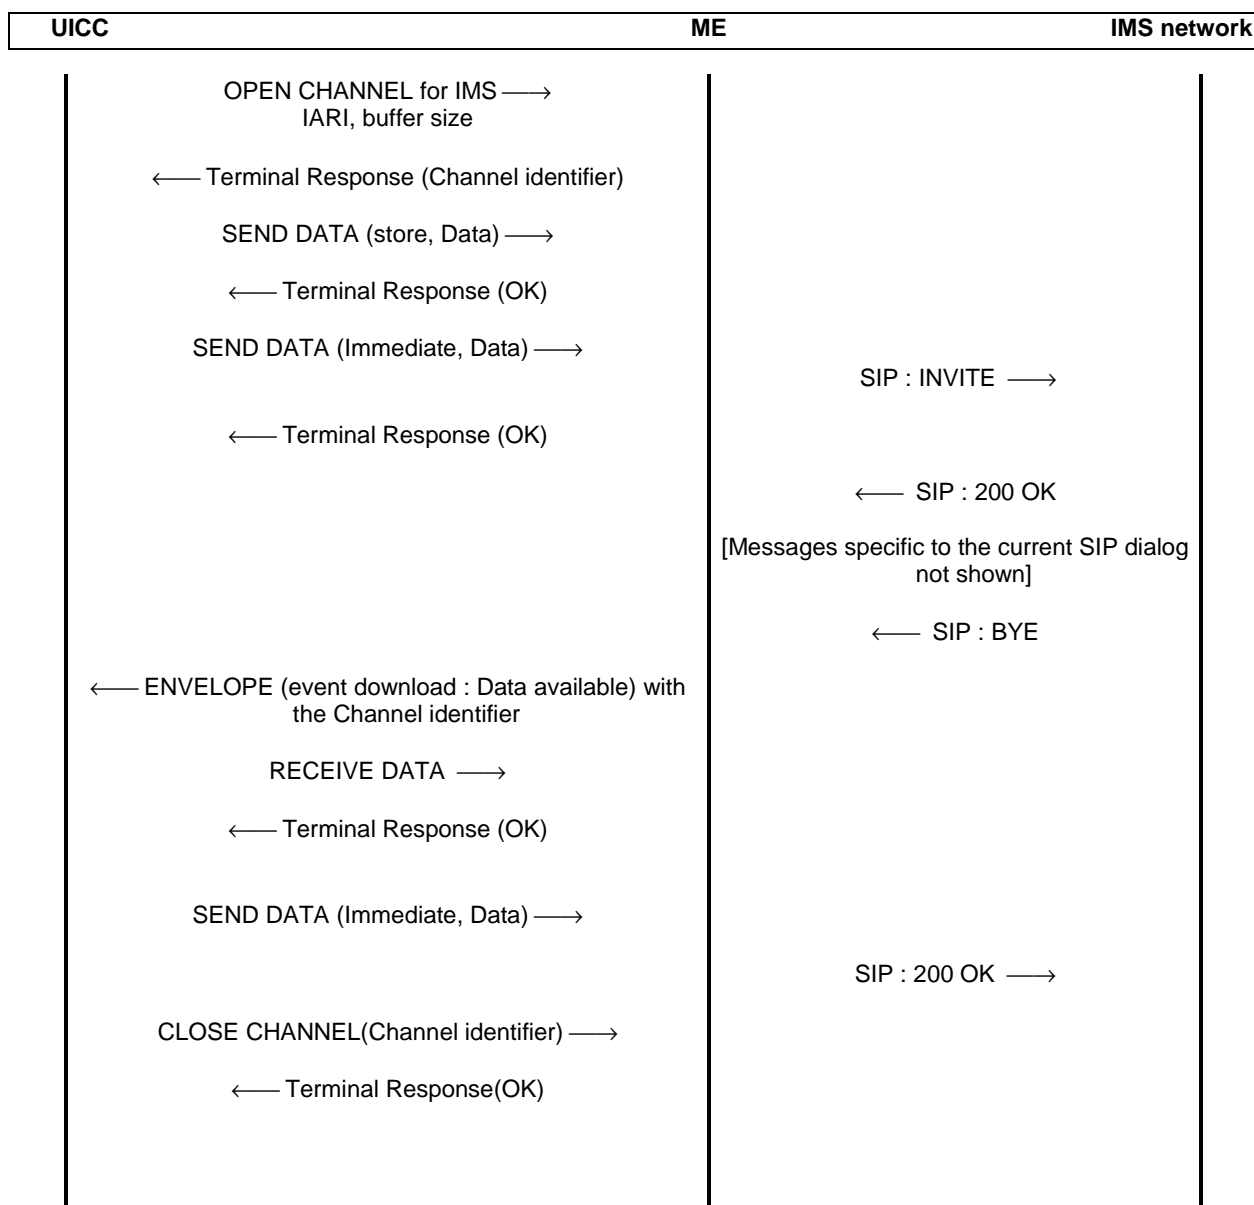 UICC ME IMS network
OPEN CHANNEL for IMS ⟶
IARI, buffer size
⟵ Terminal Response (Channel identifier)
SEND DATA (store, Data) ⟶
⟵ Terminal Response (OK)
SEND DATA (Immediate, Data) ⟶
SIP : INVITE ⟶
⟵ Terminal Response (OK)
⟵ SIP : 200 OK
[Messages specific to the current SIP dialog
not shown]
⟵ SIP : BYE
⟵ ENVELOPE (event download : Data available) with
the Channel identifier
RECEIVE DATA ⟶
⟵ Terminal Response (OK)
SEND DATA (Immediate, Data) ⟶
SIP : 200 OK ⟶
CLOSE CHANNEL(Channel identifier) ⟶
⟵ Terminal Response(OK)